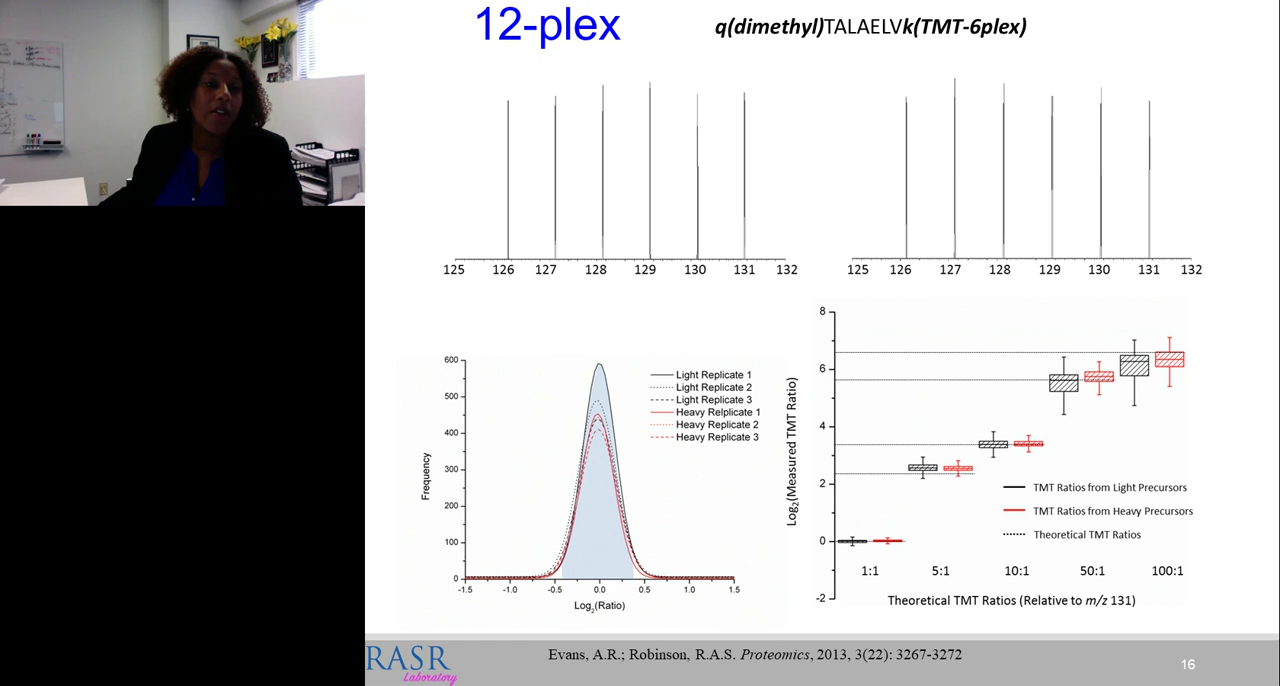 12-plex
q(dimethyl)TALAELVk(TMT-6plex)
125 126 127 128 129 130 131 132
125 126 127 128 129 130 131 132
600
500
400
300
200
100
0
Frequency
-1.5 -1.0 -0.5 0.0 0.5 1.0 1.5
Log2(Ratio)
Light Replicate 1
Light Replicate 2
Light Replicate 3
Heavy Relplicate 1
Heavy Replicate 2
Heavy Replicate 3
8
6
4
2
0
-2
Log2(Measured TMT Ratio)
TMT Ratios from Light Precursors
TMT Ratios from Heavy Precursors
Theoretical TMT Ratios
1:1 5:1 10:1 50:1 100:1
Theoretical TMT Ratios (Relative to m/z 131)
RASR
Laboratory
Evans, A.R.; Robinson, R.A.S. Proteomics, 2013, 3(22): 3267-3272
16